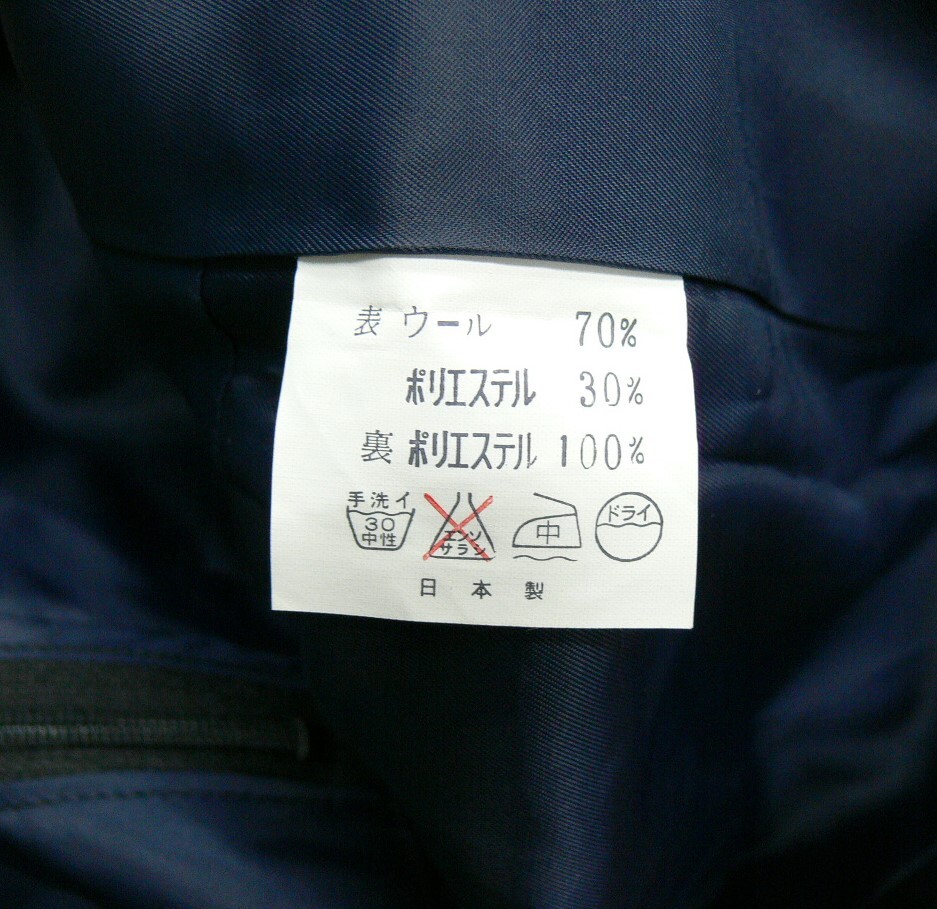 表 ウール 70%
ポリエステル 30%
裏 ポリエステル 100%
手洗イ
30
中性
エンソ
サラシ
中
ドライ
日本製